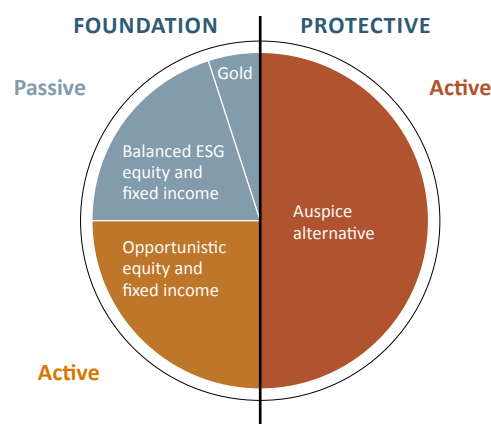 FOUNDATION
PROTECTIVE
Passive
Gold
Active
Balanced ESG
equity and
fixed income
Auspice
alternative
Opportunistic
equity and
fixed income
Active